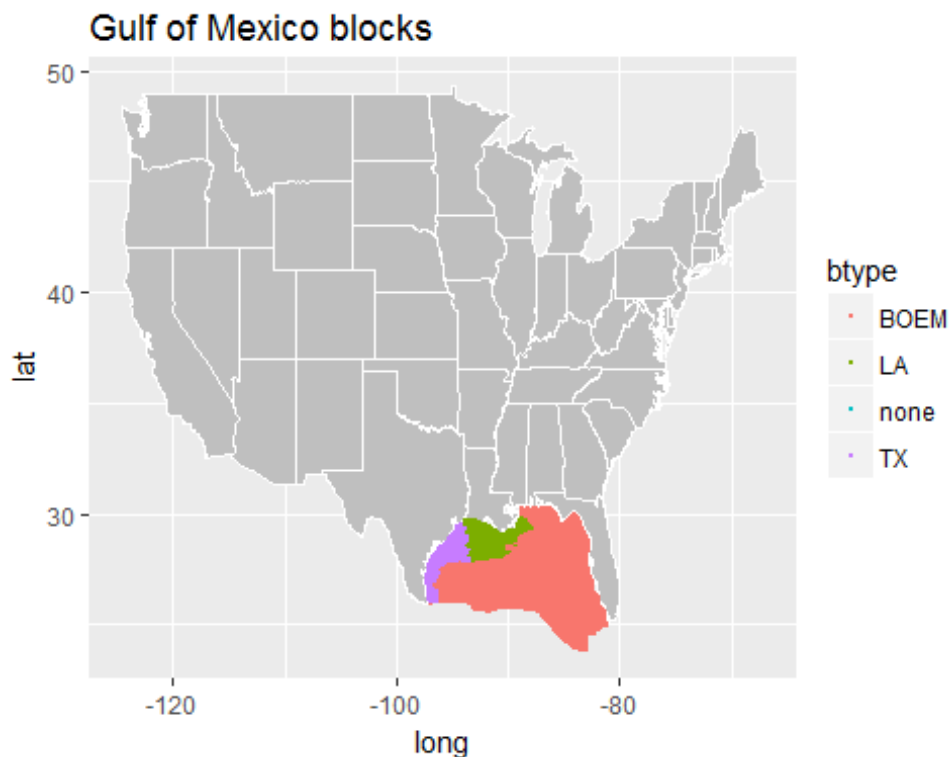 Gulf of Mexico blocks
50
40
30
lat
-120
-100
-80
long
btype
BOEM
LA
none
TX